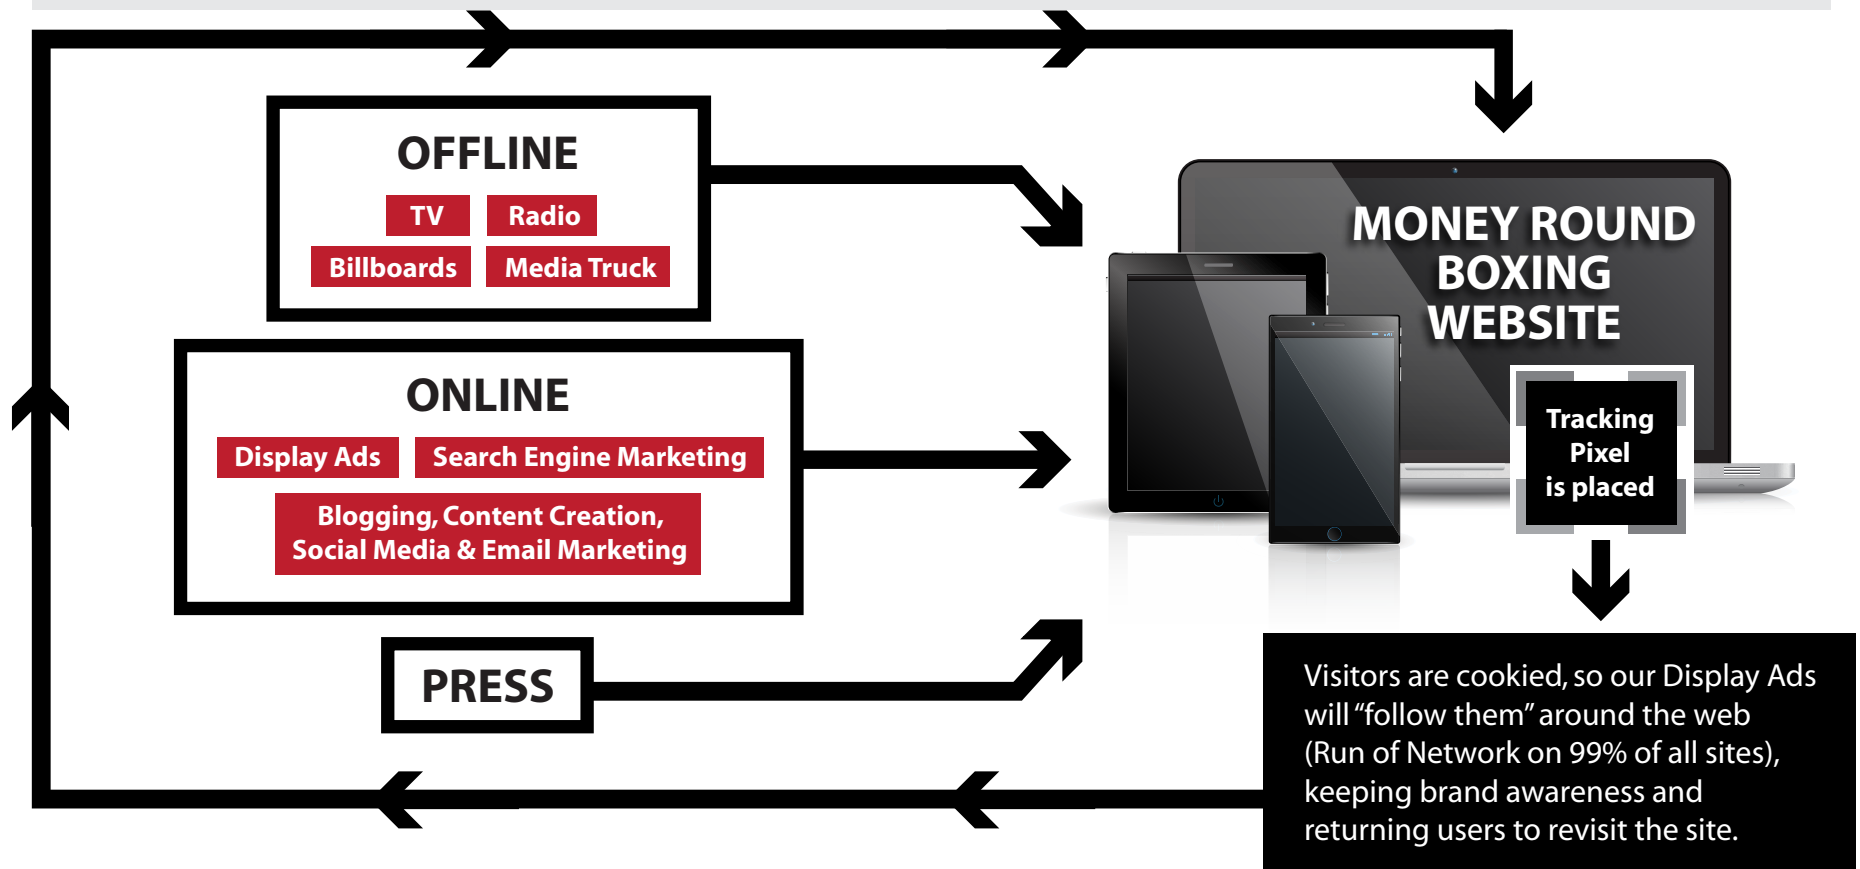 OFFLINE
TV
Radio
Billboards
Media Truck
ONLINE
Display Ads
Search Engine Marketing
Blogging, Content Creation,
Social Media & Email Marketing
PRESS
MONEY ROUND
BOXING
WEBSITE
Tracking
Pixel
is placed
Visitors are cookied, so our Display Ads
will “follow them” around the web
(Run of Network on 99% of all sites),
keeping brand awareness and
returning users to revisit the site.